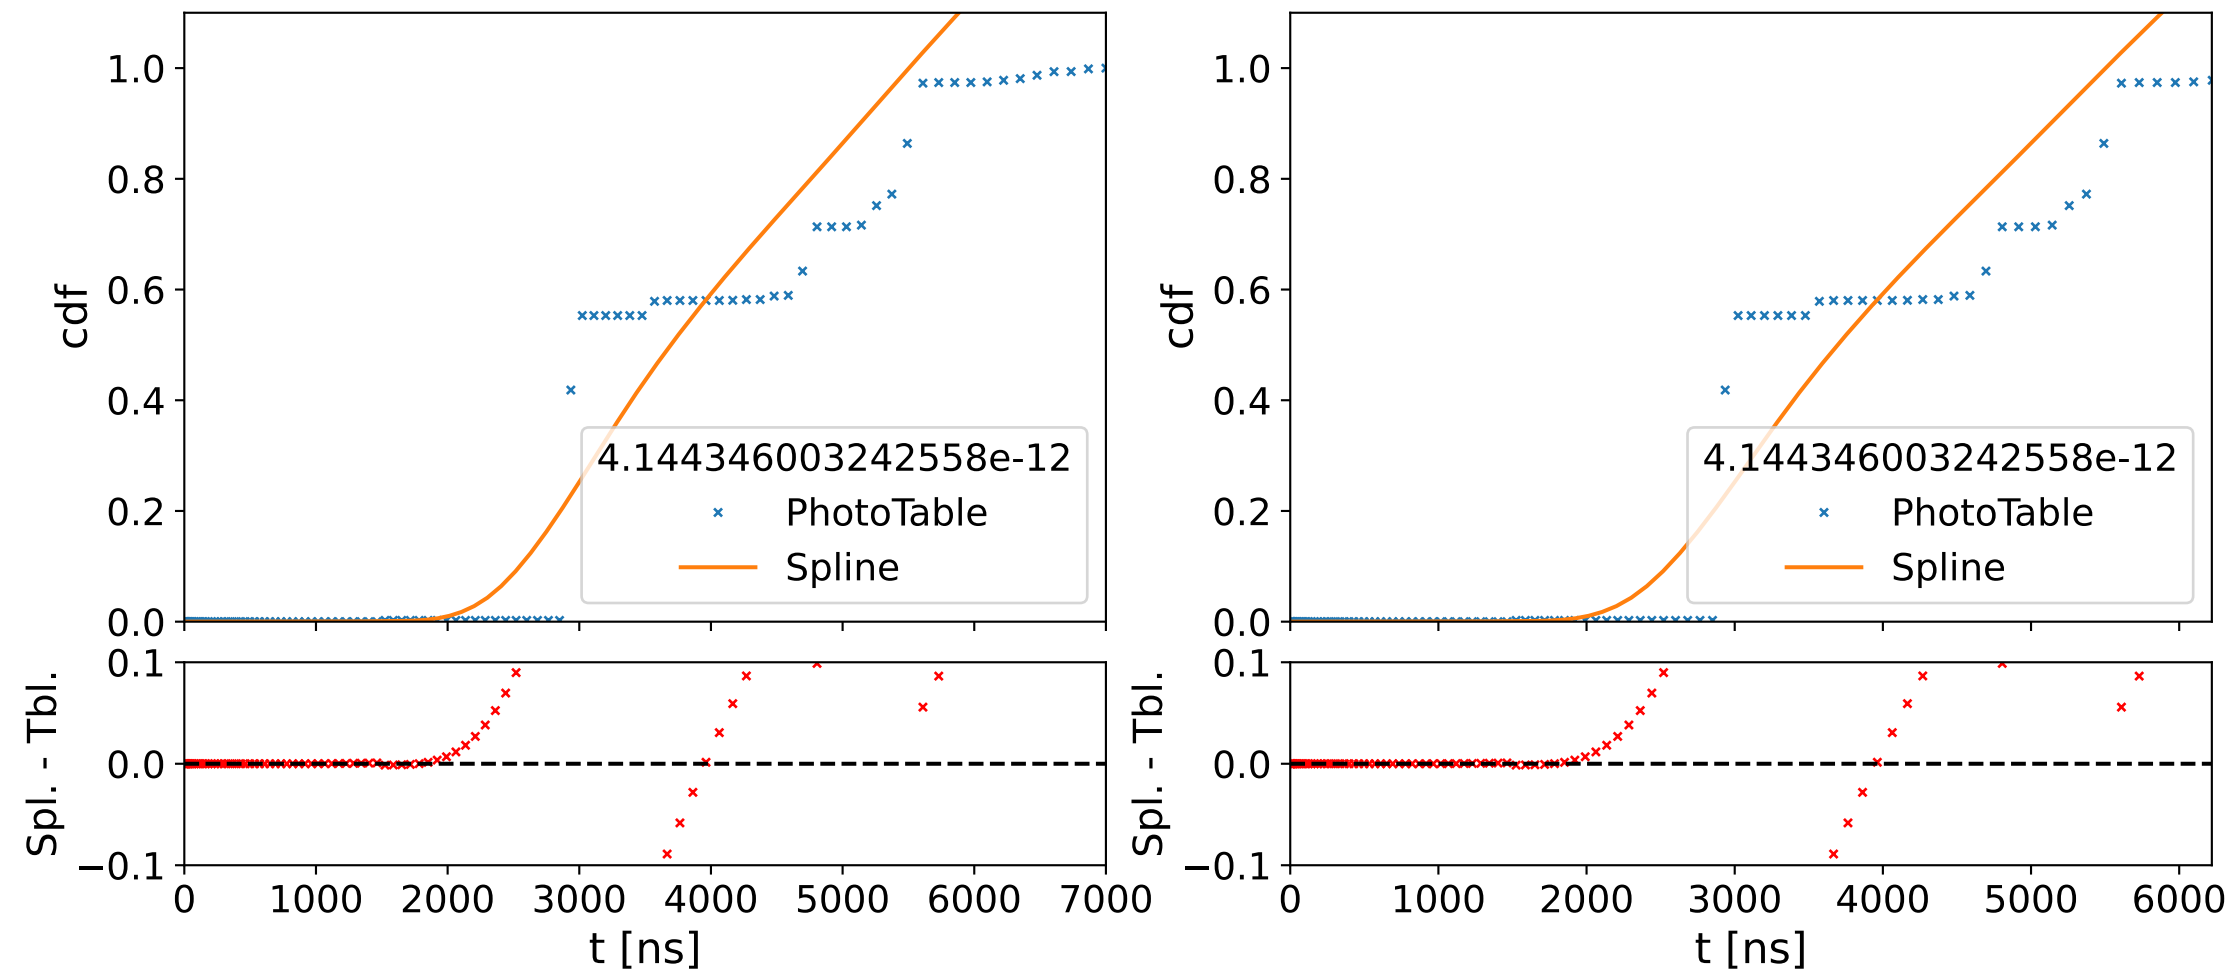 cdf
1.0
0.8
0.6
0.4
0.2
0.0
4.144346003242558e-12
PhotoTable
Spline
Spl. - Tbl.
0.1
0.0
−0.1
0 1000 2000 3000 4000 5000 6000 7000
t [ns]
cdf
1.0
0.8
0.6
0.4
0.2
0.0
4.144346003242558e-12
PhotoTable
Spline
Spl. - Tbl.
0.1
0.0
−0.1
0 1000 2000 3000 4000 5000 6000
t [ns]